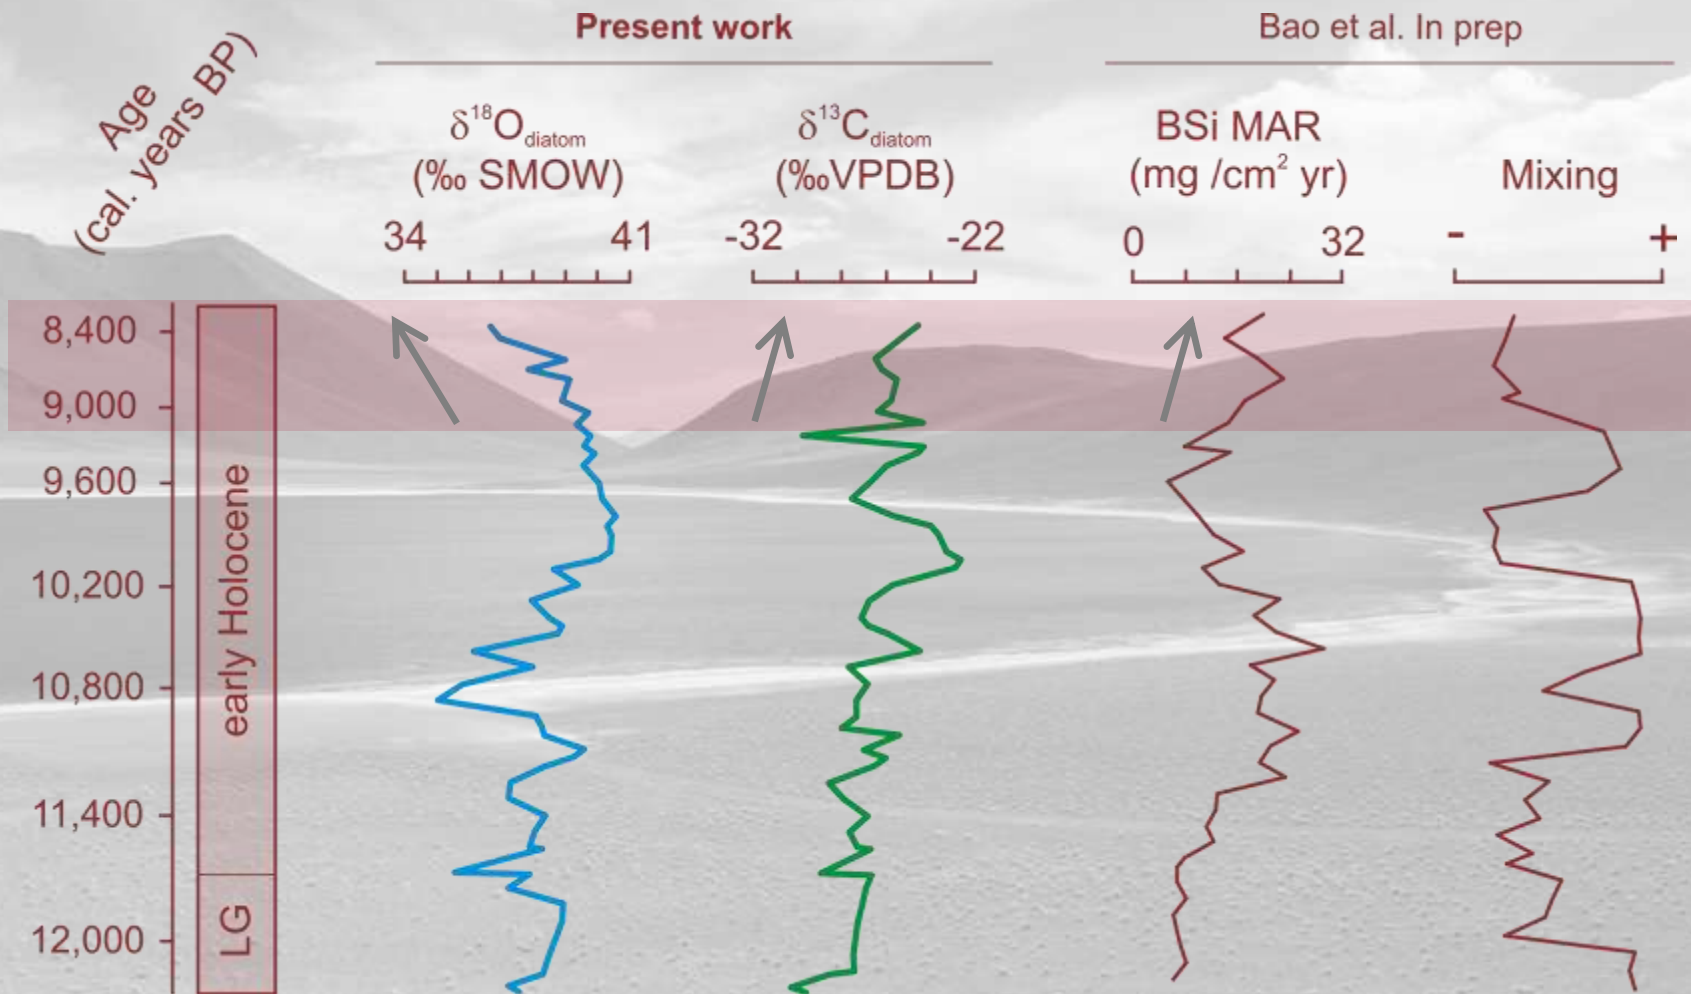 Present work
Bao et al. In prep
Age
(cal. years BP)
δ18Odiatom
(‰ SMOW)
δ13Cdiatom
(‰VPDB)
BSi MAR
(mg /cm2 yr)
Mixing
34 41
-32 -22
0 32
- +
8,400
9,000
9,600
10,200
10,800
11,400
12,000
early Holocene
LG